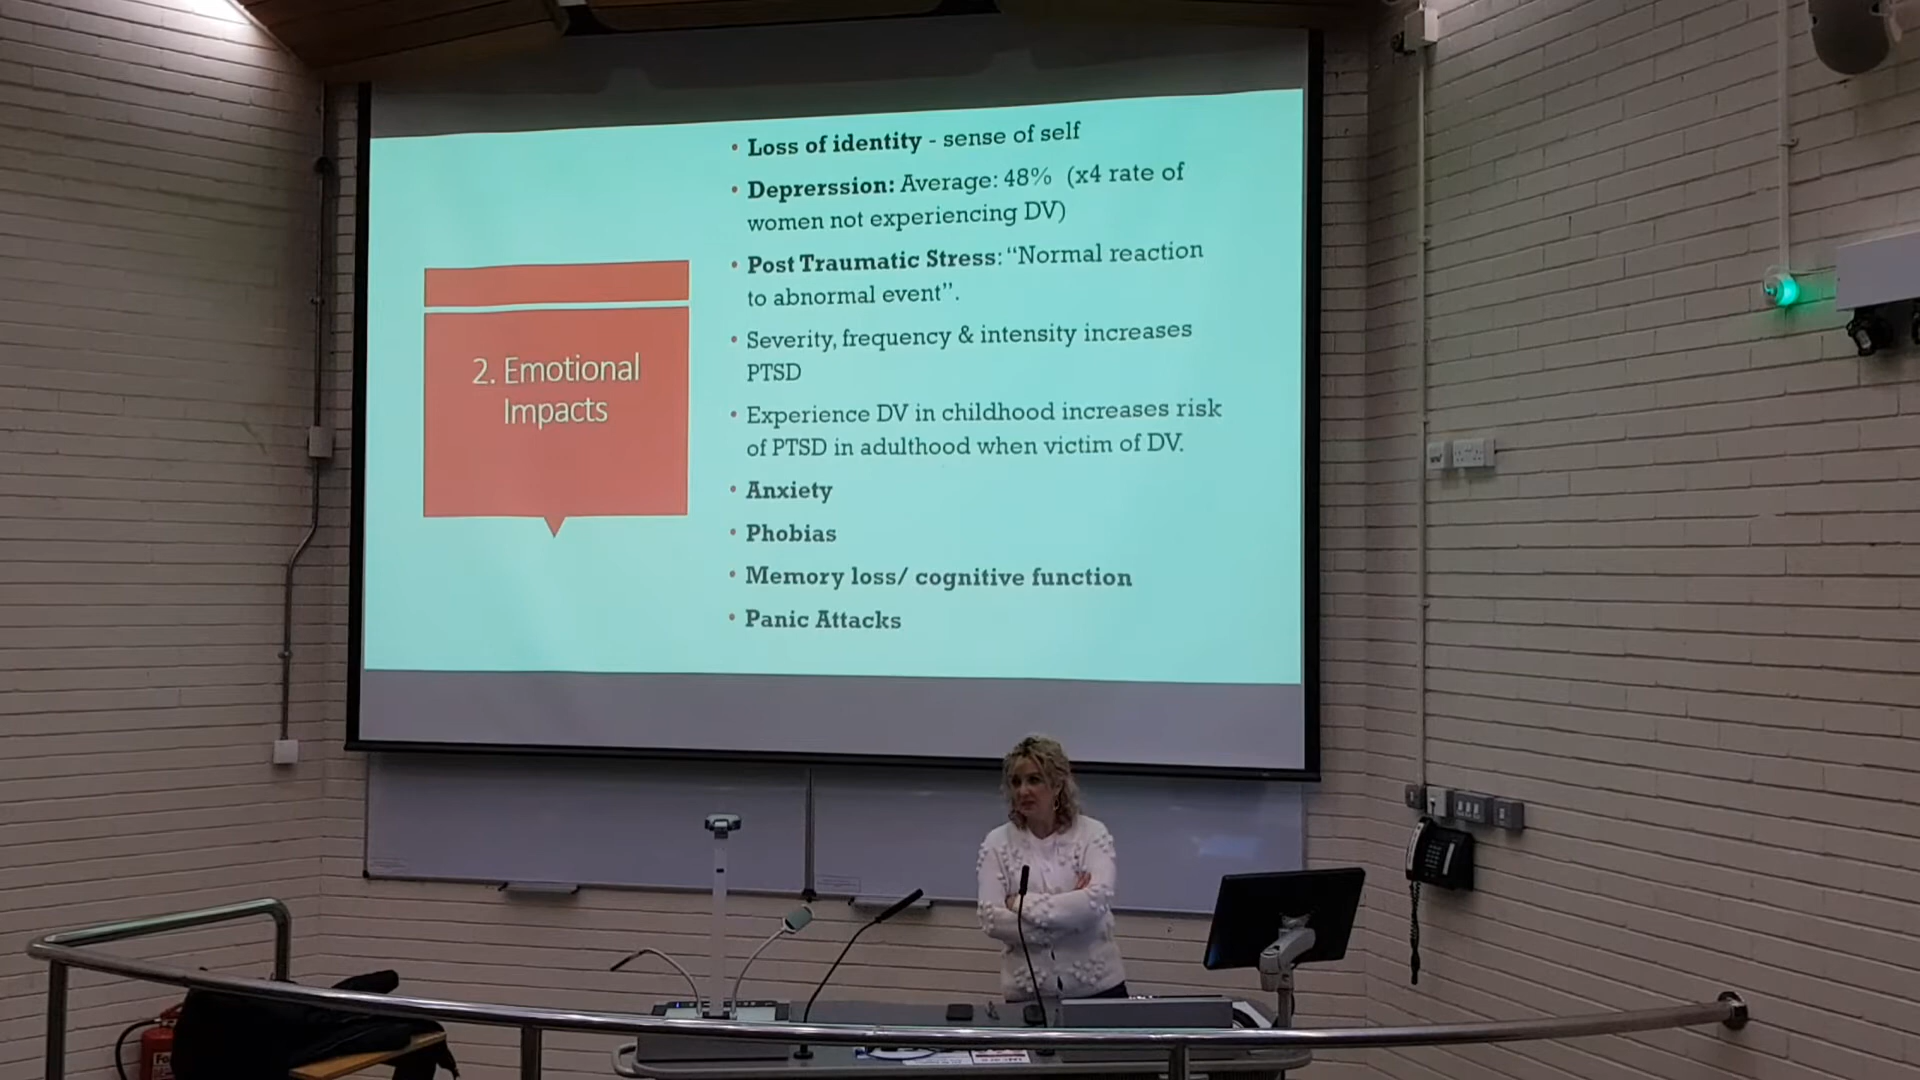 • Loss of identity - sense of self
• Deprerssion: Average: 48% (x4 rate of
women not experiencing DV)
• Post Traumatic Stress: “Normal reaction
to abnormal event”.
• Severity, frequency & intensity increases
PTSD
• Experience DV in childhood increases risk
of PTSD in adulthood when victim of DV.
• Anxiety
• Phobias
• Memory loss/ cognitive function
• Panic Attacks
2. Emotional
Impacts